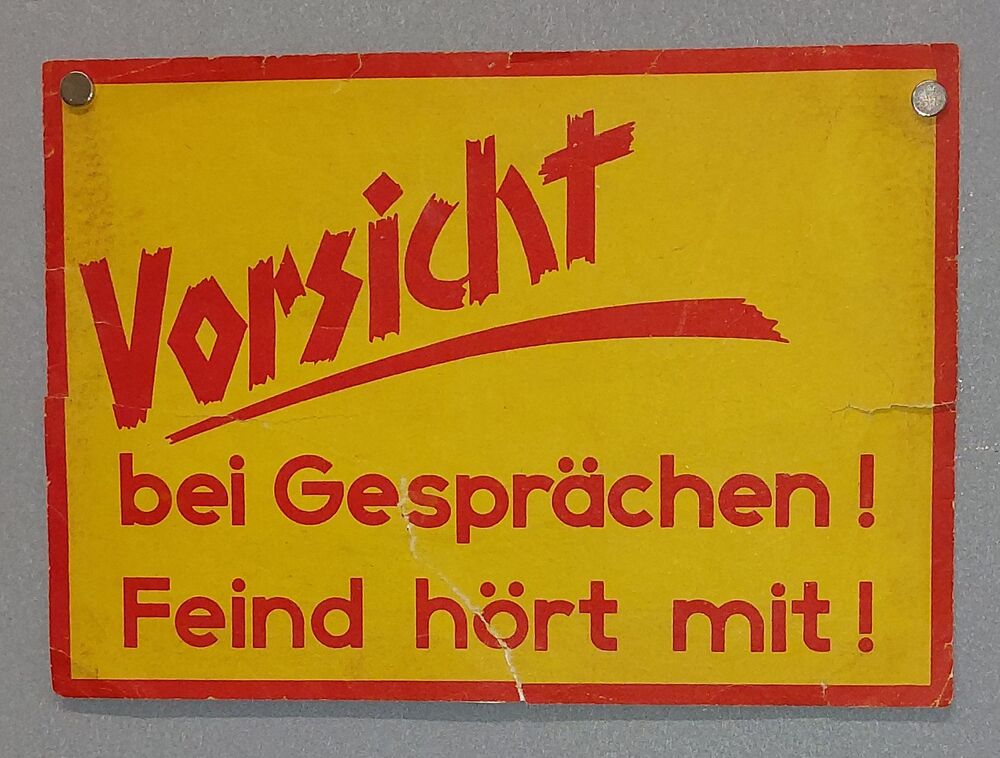 Vorsicht
bei Gesprächen!
Feind hört mit!